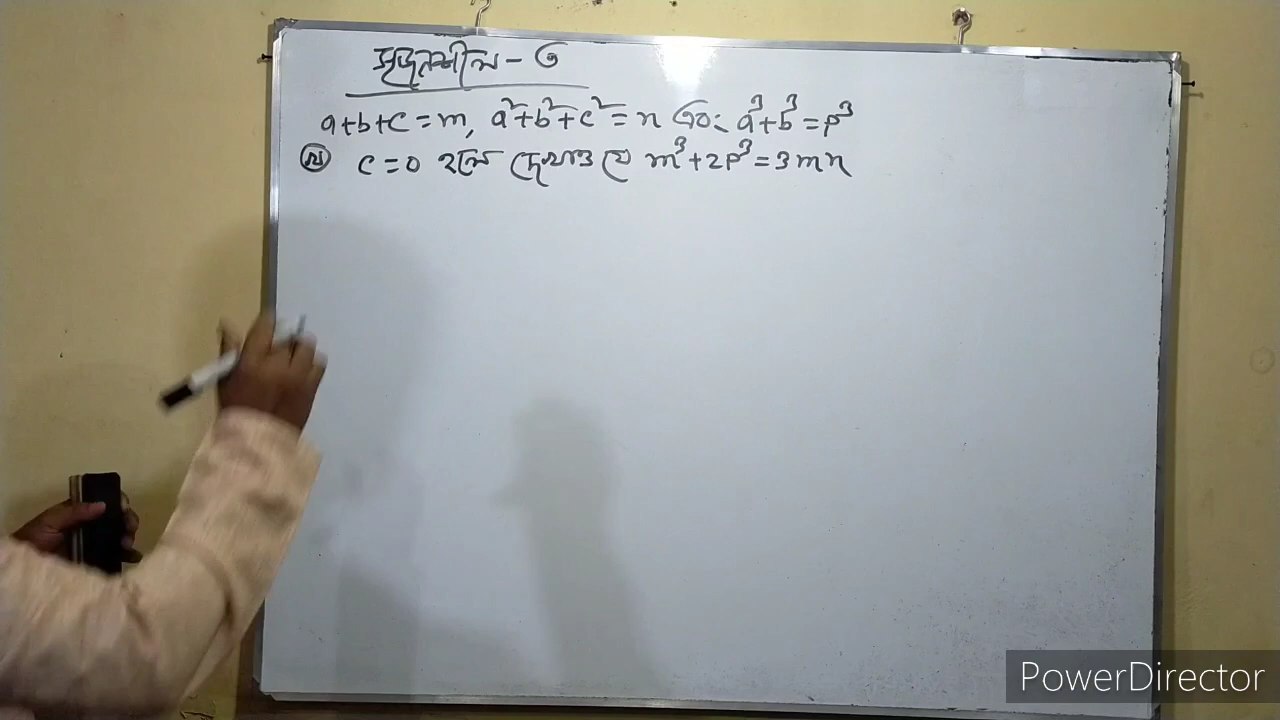 সৃজনশীল - ৩
a+b+c = m, a²+b²+c² = n এবং a³+b³ = p³
খ c = 0 হলে দেখাও যে m³+2p³ = 3mn
PowerDirector